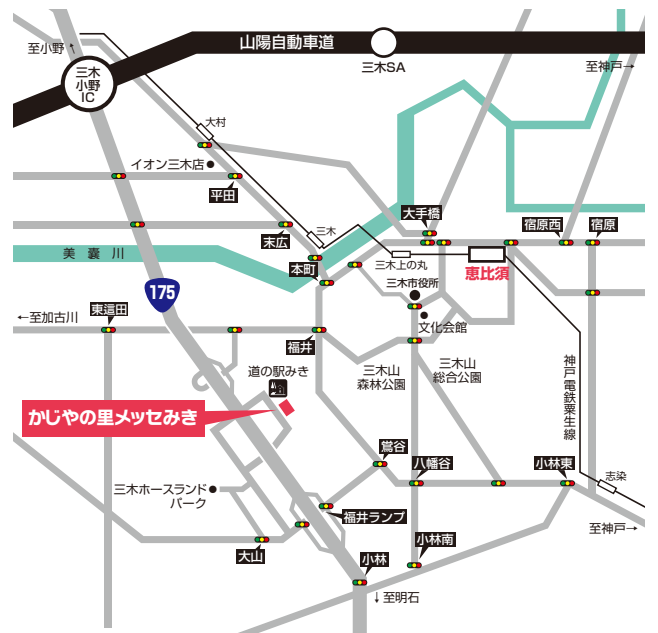 山陽自動車道
至小野↑
三木SA
至神戸→
三木
小野
IC
大村
イオン三木店
平田
大手橋
宿原西
宿原
末広
三木
美嚢川
本町
三木上の丸
恵比須
三木市役所
175
東這田
文化会館
←至加古川
福井
三木山
森林公園
三木山
総合公園
神戸電鉄粟生線
道の駅みき
かじやの里メッセみき
鶯谷
八幡谷
小林東
志染
三木ホースランド
パーク
福井ランプ
至神戸→
大山
小林
小林南
↓至明石